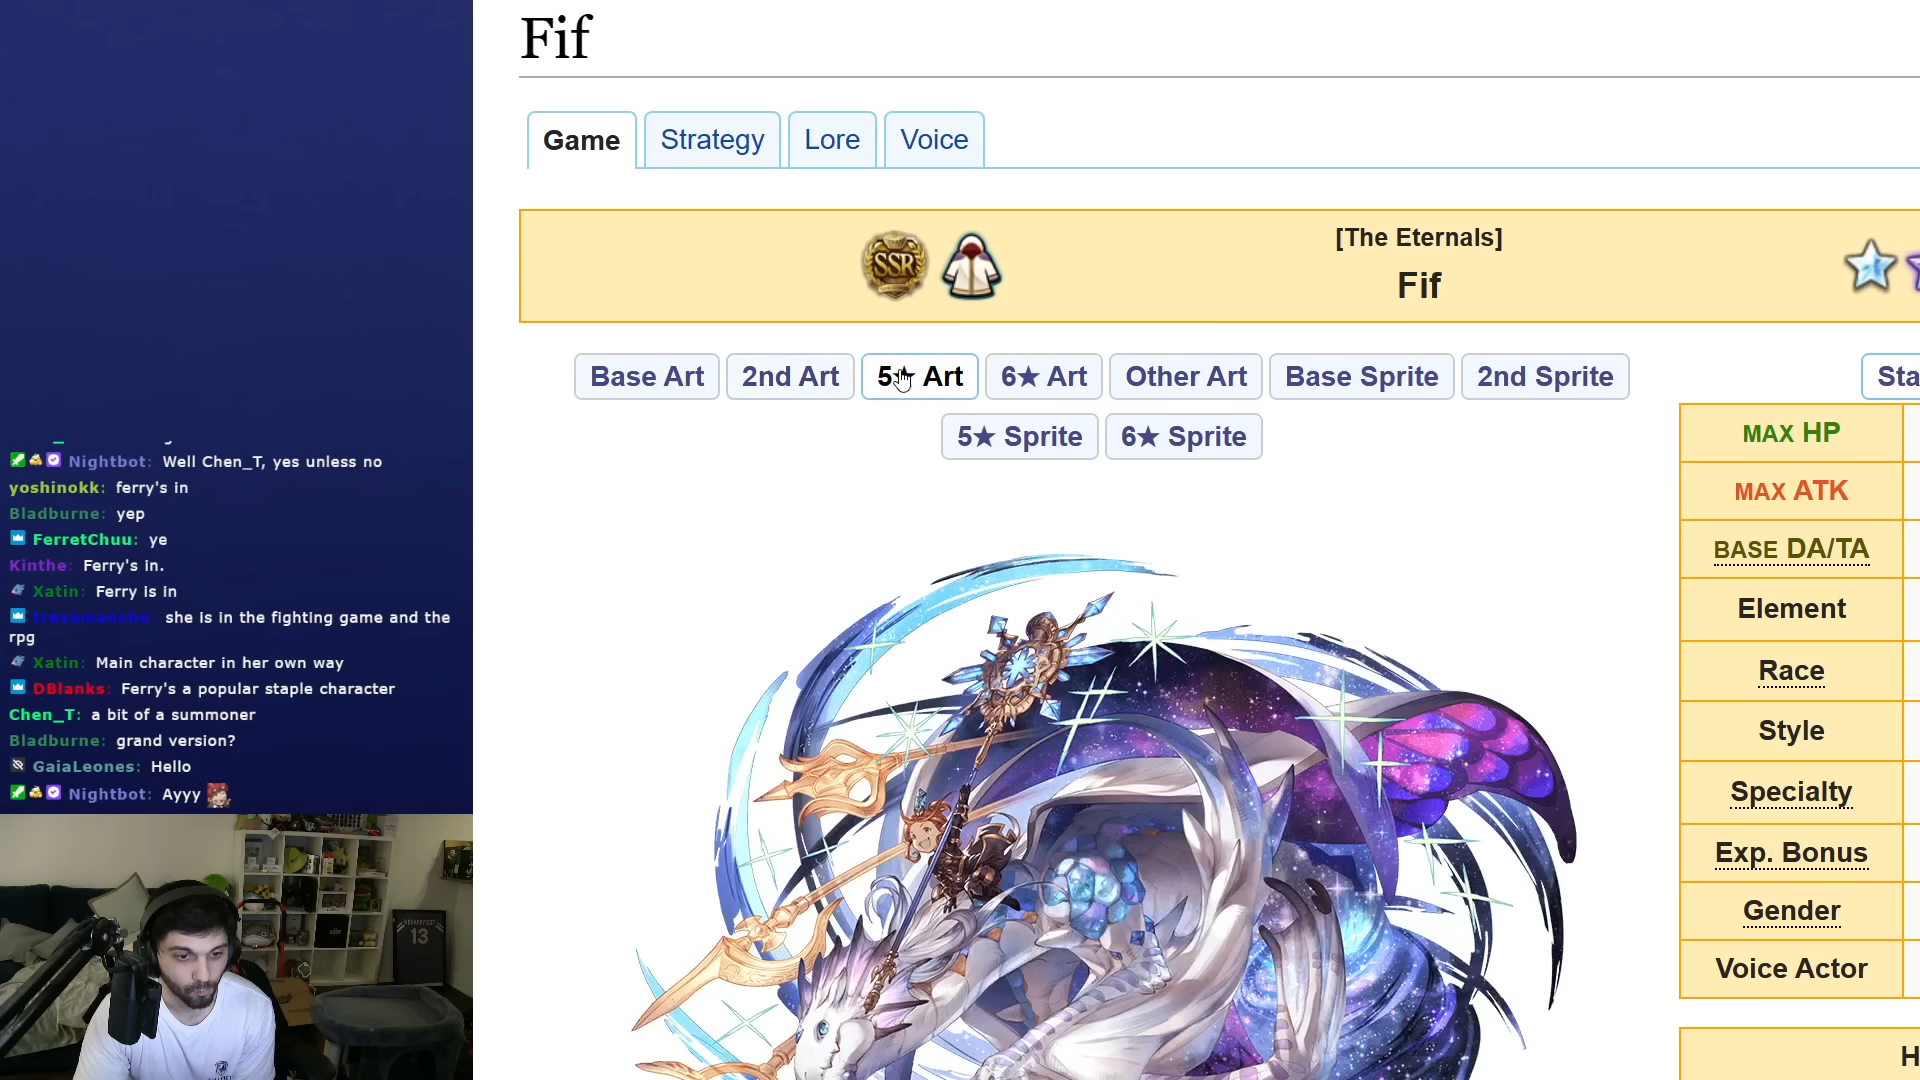 Fif
Game
Strategy
Lore
Voice
SSR
[The Eternals]
Fif
Base Art
2nd Art
5★ Art
6★ Art
Other Art
Base Sprite
2nd Sprite
5★ Sprite
6★ Sprite
MAX HP
MAX ATK
BASE DA/TA
Element
Race
Style
Specialty
Exp. Bonus
Gender
Voice Actor
Nightbot: Well Chen_T, yes unless no
yoshinokk: ferry's in
Bladburne: yep
FerretChuu: ye
Kinthe: Ferry's in.
Xatin: Ferry is in
trevomancho: she is in the fighting game and the
rpg
Xatin: Main character in her own way
DBlanks: Ferry's a popular staple character
Chen_T: a bit of a summoner
Bladburne: grand version?
GaiaLeones: Hello
Nightbot: Ayyy
13